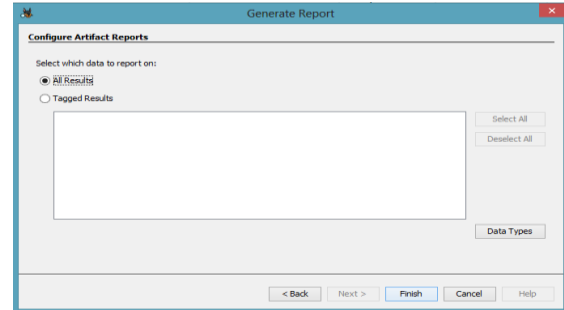 Generate Report
Configure Artifact Reports
Select which data to report on:
All Results
Tagged Results
Select All
Deselect All
Data Types
< Back Next > Finish Cancel Help